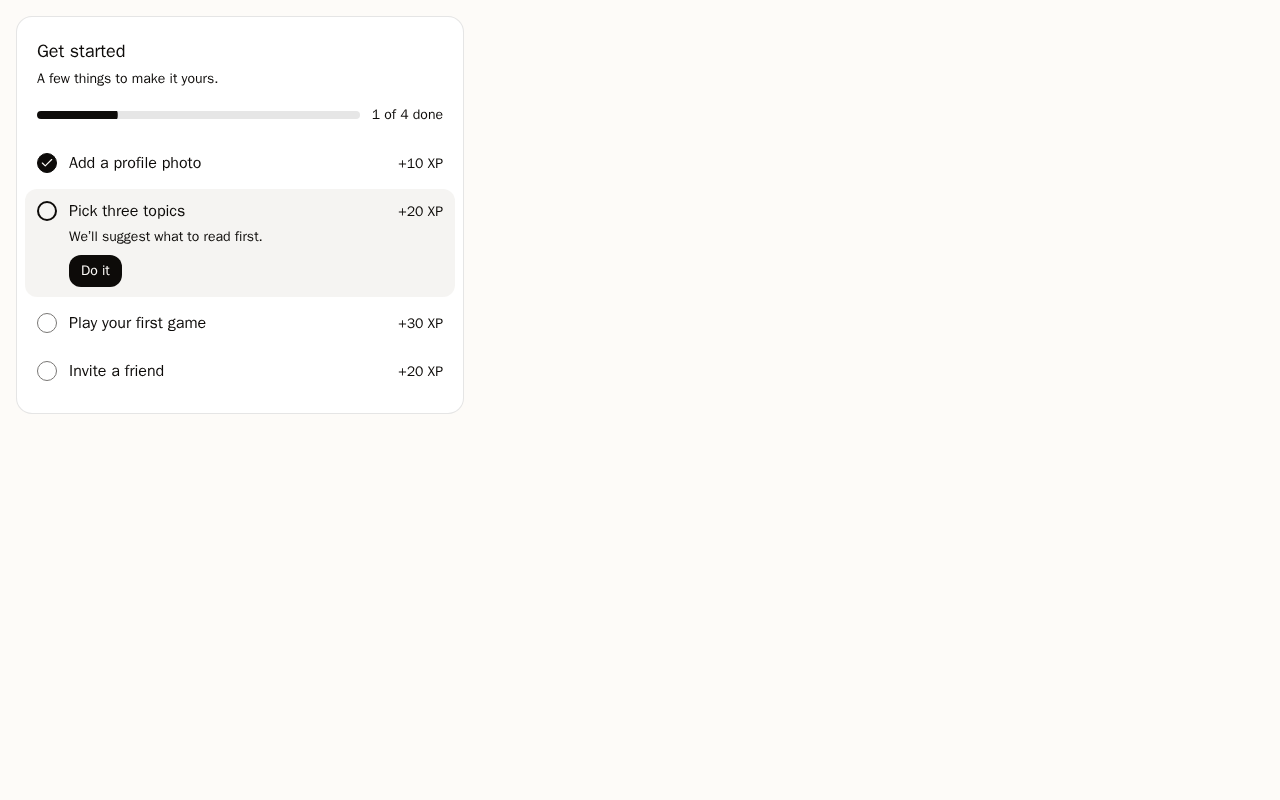 Get started
A few things to make it yours.
1 of 4 done
Add a profile photo +10 XP
Pick three topics +20 XP
We'll suggest what to read first.
Do it
Play your first game +30 XP
Invite a friend +20 XP